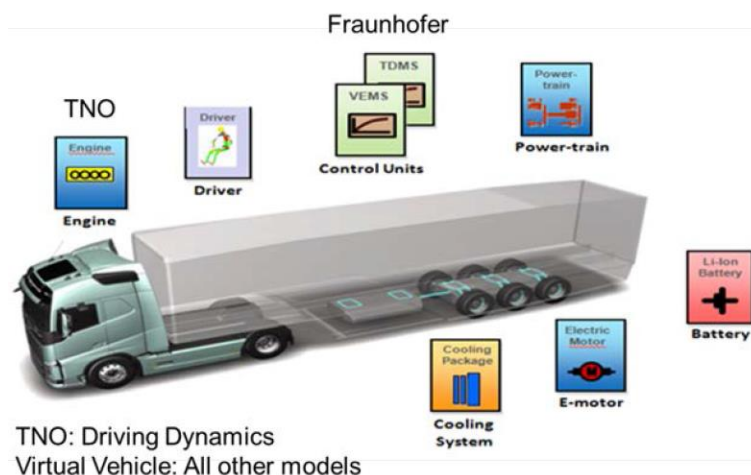 Fraunhofer
TNO
Engine
Engine
Driver
Driver
TDMS
VEMS
Control Units
Power-
train
Power-train
Li-Ion
Battery
Battery
Cooling
Package
Cooling
System
Electric
Motor
M
E-motor
TNO: Driving Dynamics
Virtual Vehicle: All other models